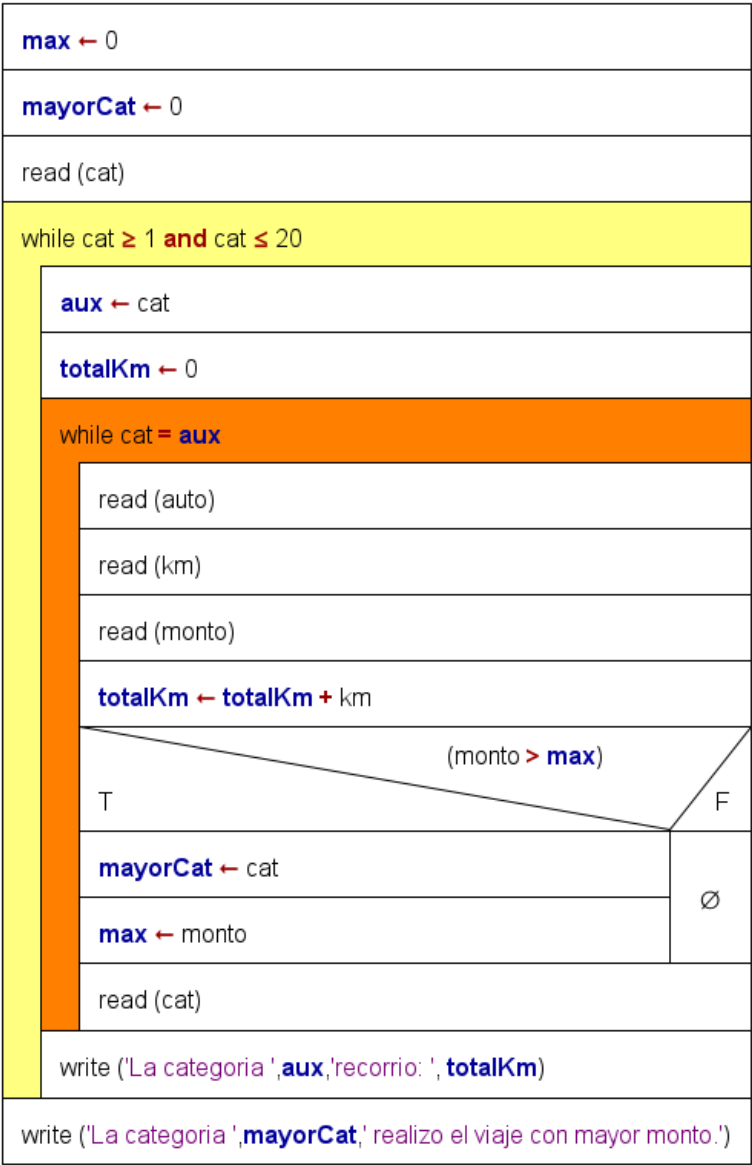 max ← 0
mayorCat ← 0
read (cat)
while cat ≥ 1 and cat ≤ 20
aux ← cat
totalKm ← 0
while cat = aux
read (auto)
read (km)
read (monto)
totalKm ← totalKm + km
(monto > max)
T F
mayorCat ← cat
∅
max ← monto
read (cat)
write ('La categoria ',aux,'recorrio: ', totalKm)
write ('La categoria ',mayorCat,' realizo el viaje con mayor monto.')